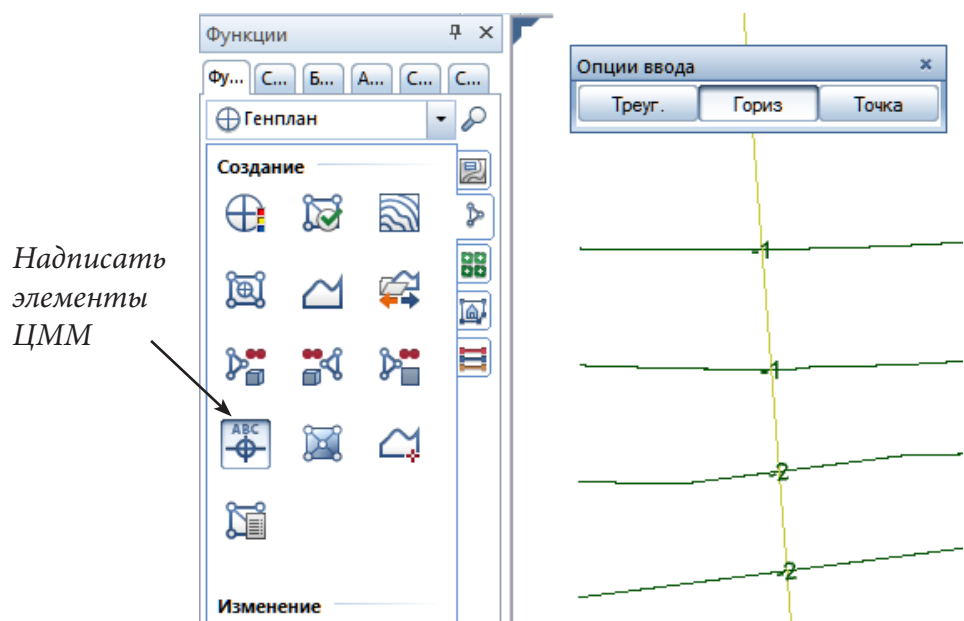 Функции
Фу... С... Б... А... С... С...
Генплан
Создание
ABC
Изменение
Надписать
элементы
ЦММ
Опции ввода
Треуг. Гориз Точка
-1
-1
-2
-2